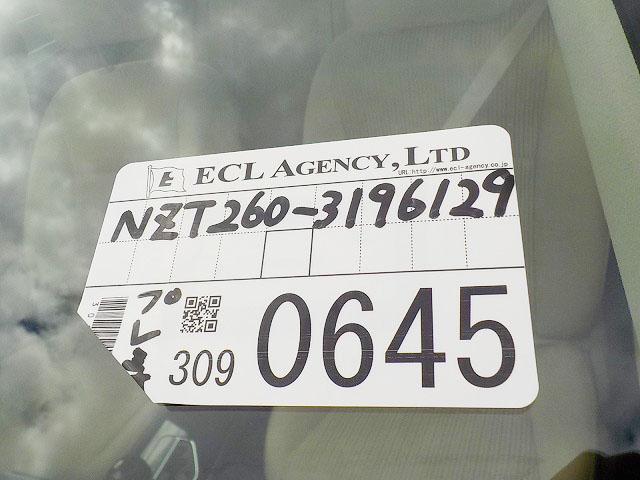 E ECL AGENCY, LTD
URL:http://www.ecl-agency.co.jp
NZT260-3196129
プレ
309 0645